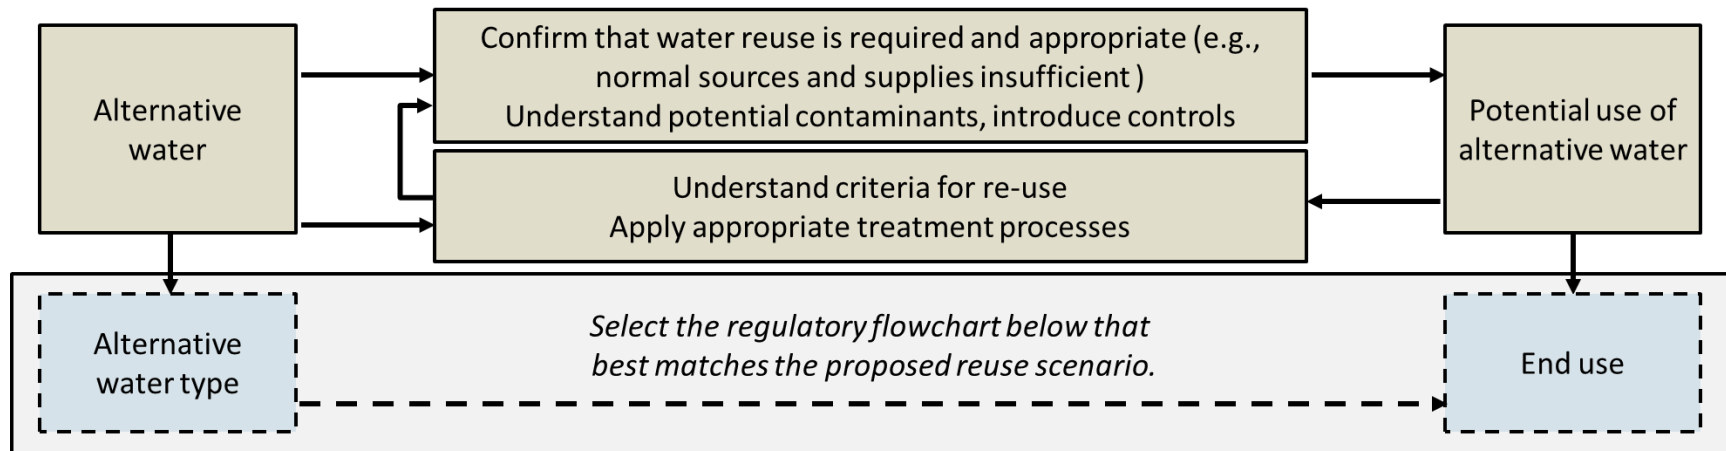 Alternative
water
Confirm that water reuse is required and appropriate (e.g.,
normal sources and supplies insufficient )
Understand potential contaminants, introduce controls
Understand criteria for re-use
Apply appropriate treatment processes
Potential use of
alternative water
Alternative
water type
Select the regulatory flowchart below that
best matches the proposed reuse scenario.
End use